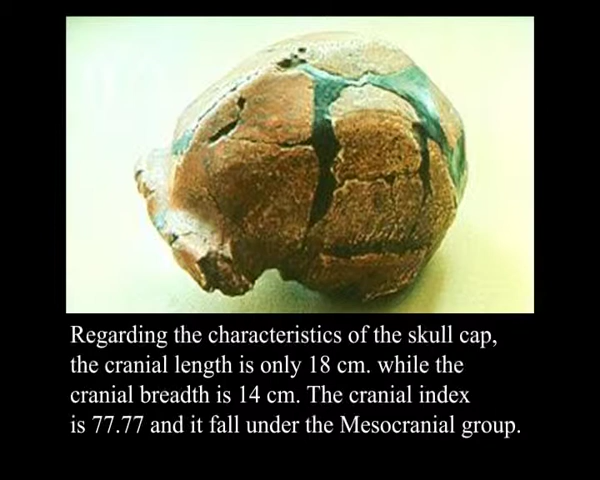 Regarding the characteristics of the skull cap,
the cranial length is only 18 cm. while the
cranial breadth is 14 cm. The cranial index
is 77.77 and it fall under the Mesocranial group.